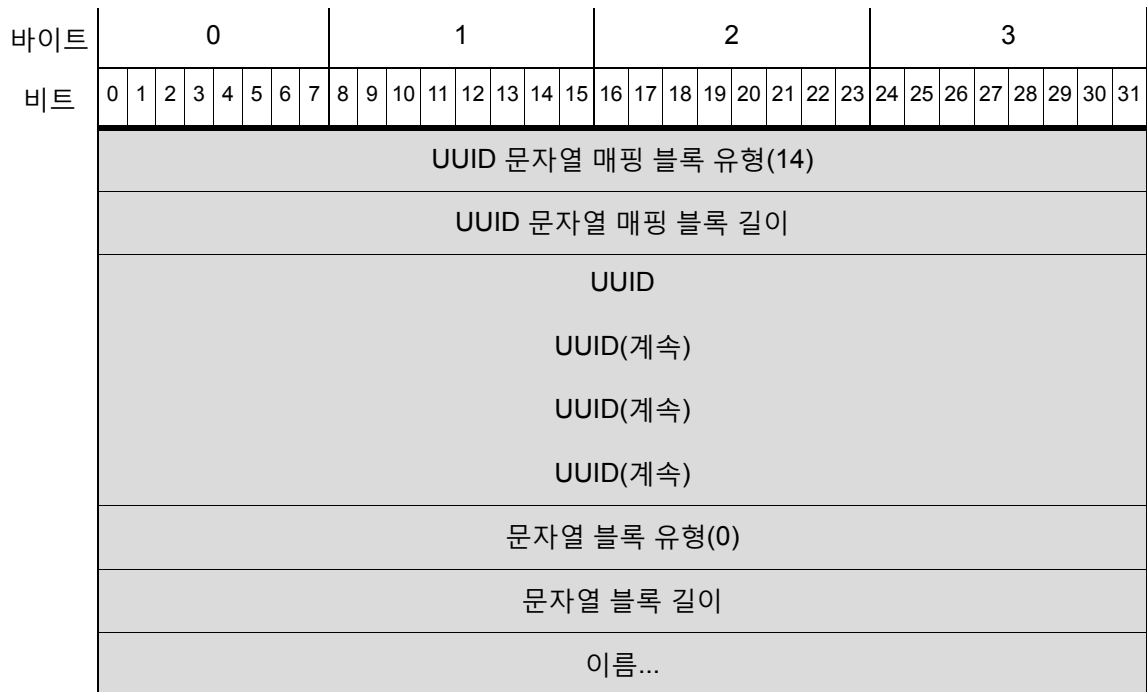 바이트 0 1 2 3
비트 0 1 2 3 4 5 6 7 8 9 10 11 12 13 14 15 16 17 18 19 20 21 22 23 24 25 26 27 28 29 30 31
UUID 문자열 매핑 블록 유형(14)
UUID 문자열 매핑 블록 길이
UUID
UUID(계속)
UUID(계속)
UUID(계속)
문자열 블록 유형(0)
문자열 블록 길이
이름...